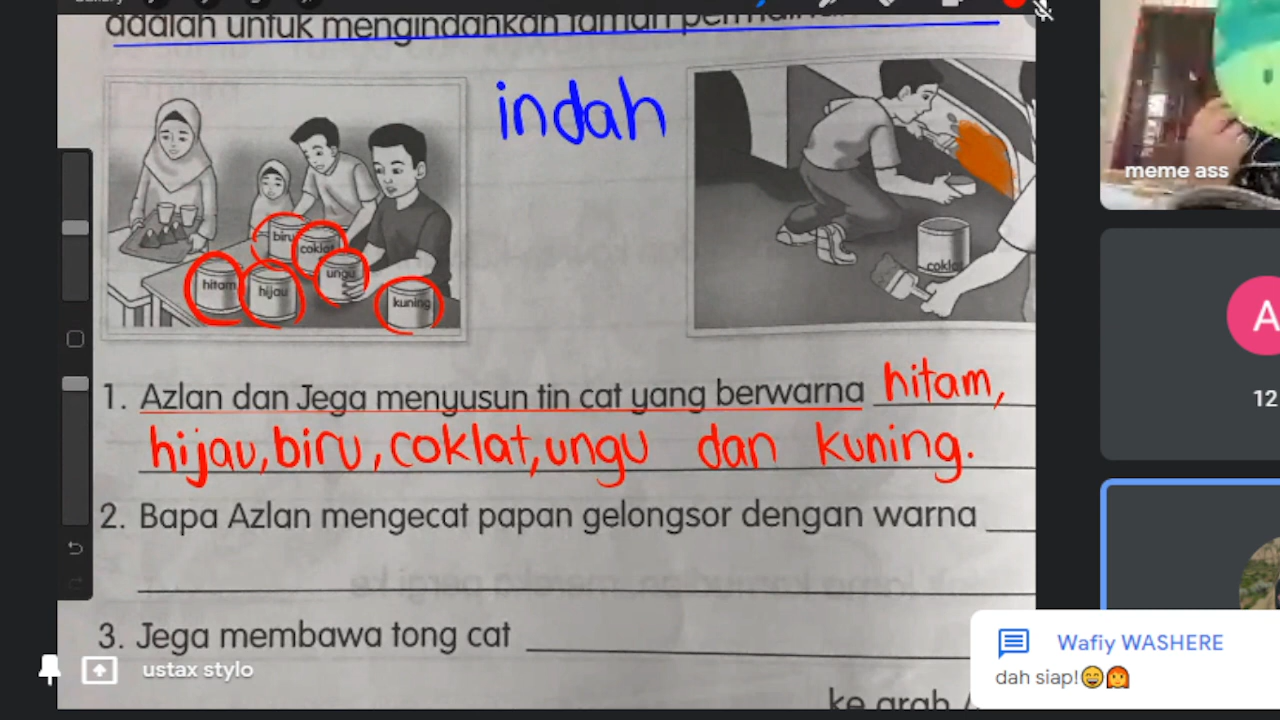 adalah untuk mengindahkan taman
indah
biru
coklat
ungu
hitam
hijau
kuning
coklat
1. Azlan dan Jega menyusun tin cat yang berwarna hitam,
hijau, biru, coklat, ungu dan kuning.
2. Bapa Azlan mengecat papan gelongsor dengan warna
3. Jega membawa tong cat
ke arah
ustax stylo
meme ass
A
12
Wafiy WASHERE
dah siap!😄👩‍🦰